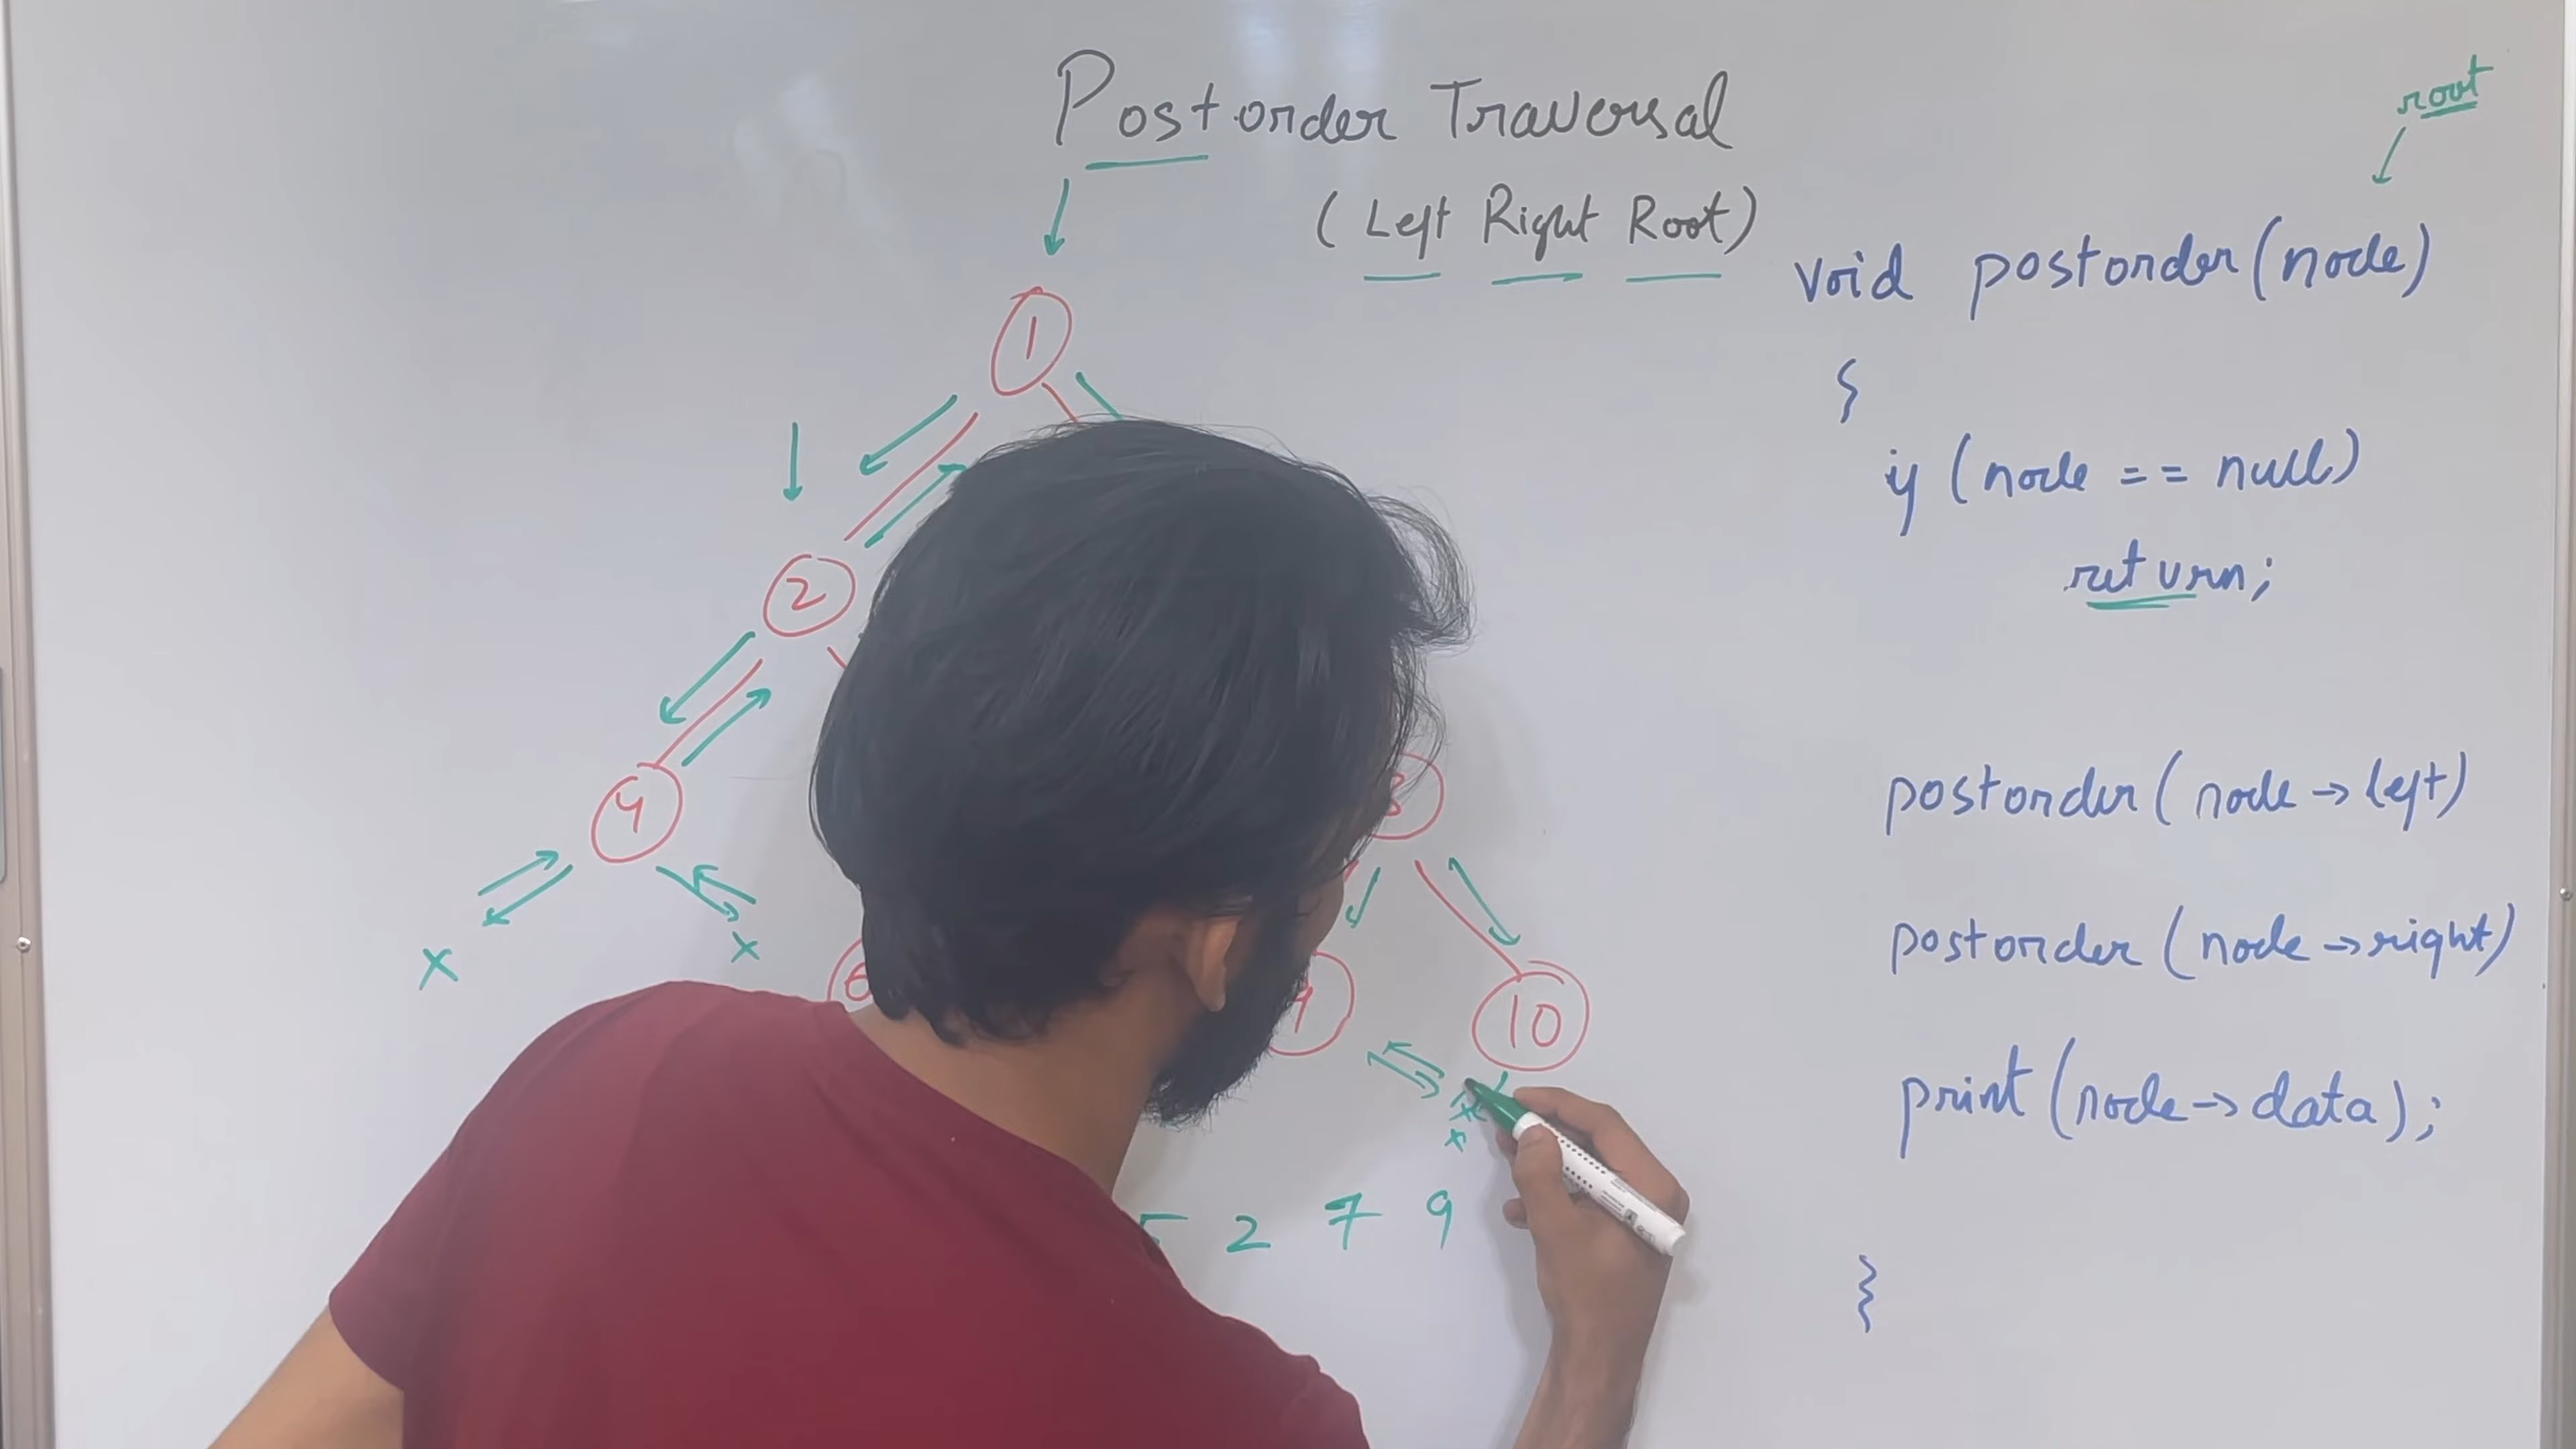 Postorder Traversal
(Left Right Root)
root
void postorder(node)
{
if (node == null)
return;
postorder(node→left)
postorder(node→right)
print(node→data);
}
1
2
4
10
x x
x
x
2 7 9